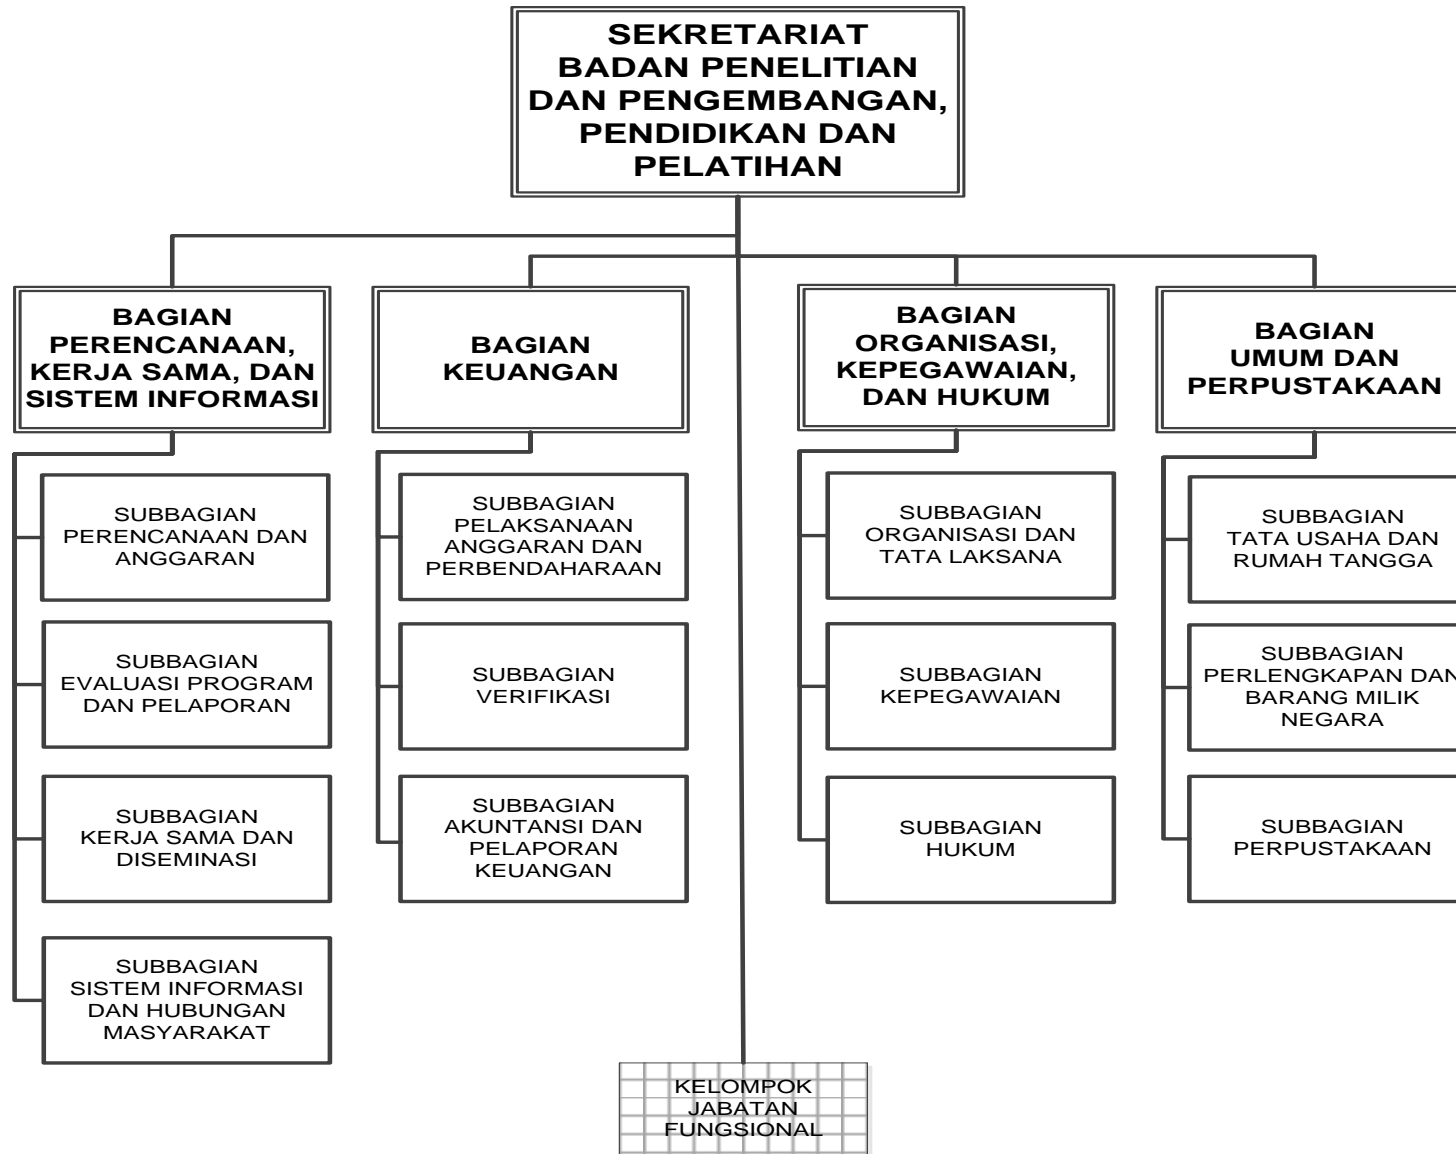 SEKRETARIAT
BADAN PENELITIAN
DAN PENGEMBANGAN,
PENDIDIKAN DAN
PELATIHAN
BAGIAN
PERENCANAAN,
KERJA SAMA, DAN
SISTEM INFORMASI
SUBBAGIAN
PERENCANAAN DAN
ANGGARAN
SUBBAGIAN
EVALUASI PROGRAM
DAN PELAPORAN
SUBBAGIAN
KERJA SAMA DAN
DISEMINASI
SUBBAGIAN
SISTEM INFORMASI
DAN HUBUNGAN
MASYARAKAT
BAGIAN
KEUANGAN
SUBBAGIAN
PELAKSANAAN
ANGGARAN DAN
PERBENDAHARAAN
SUBBAGIAN
VERIFIKASI
SUBBAGIAN
AKUNTANSI DAN
PELAPORAN
KEUANGAN
BAGIAN
ORGANISASI,
KEPEGAWAIAN,
DAN HUKUM
SUBBAGIAN
ORGANISASI DAN
TATA LAKSANA
SUBBAGIAN
KEPEGAWAIAN
SUBBAGIAN
HUKUM
BAGIAN
UMUM DAN
PERPUSTAKAAN
SUBBAGIAN
TATA USAHA DAN
RUMAH TANGGA
SUBBAGIAN
PERLENGKAPAN DAN
BARANG MILIK
NEGARA
SUBBAGIAN
PERPUSTAKAAN
KELOMPOK
JABATAN
FUNGSIONAL